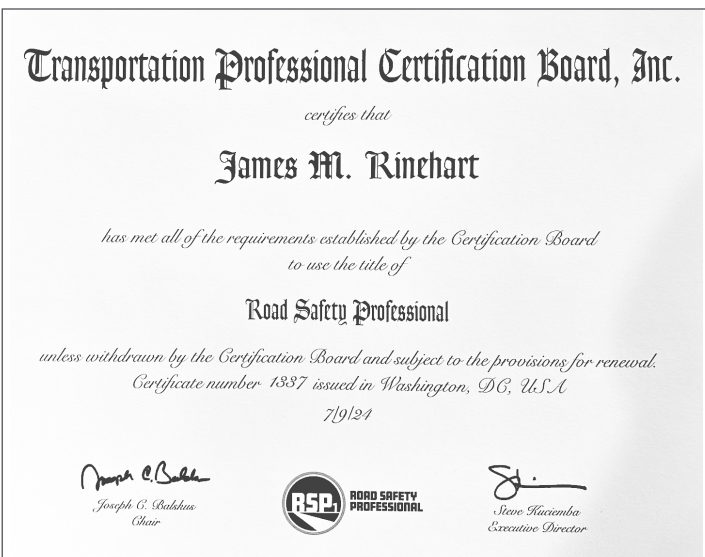 Transportation Professional Certification Board, Inc.
certifies that
James M. Rinehart
has met all of the requirements established by the Certification Board
to use the title of
Road Safety Professional
unless withdrawn by the Certification Board and subject to the provisions for renewal.
Certificate number 1337 issued in Washington, DC, USA
7/9/24
Joseph C. Balshus
Chair
RSP1 ROAD SAFETY
PROFESSIONAL
Steve Kuciemba
Executive Director